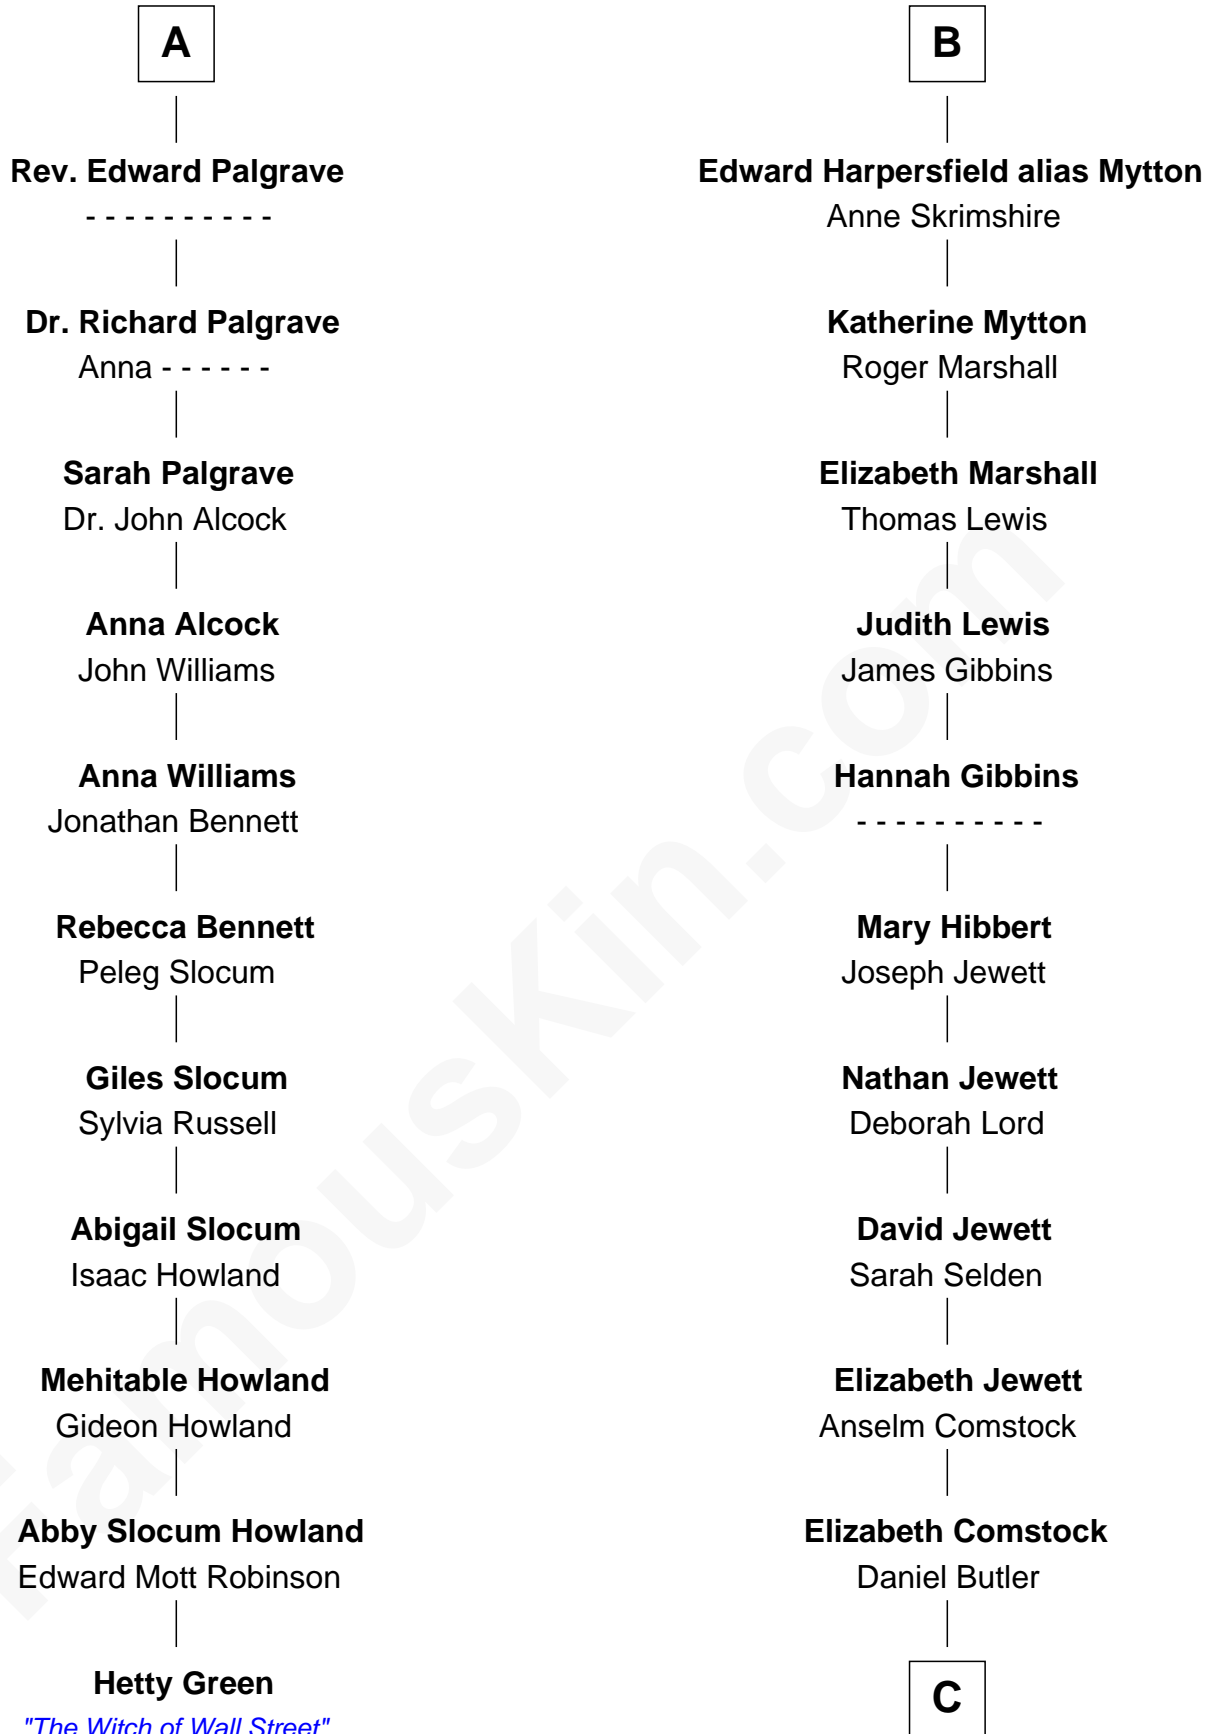 A
Rev. Edward Palgrave
- - - - - - - - - -
Dr. Richard Palgrave
Anna - - - - - -
Sarah Palgrave
Dr. John Alcock
Anna Alcock
John Williams
Anna Williams
Jonathan Bennett
Rebecca Bennett
Peleg Slocum
Giles Slocum
Sylvia Russell
Abigail Slocum
Isaac Howland
Mehitable Howland
Gideon Howland
Abby Slocum Howland
Edward Mott Robinson
Hetty Green
"The Witch of Wall Street"
B
Edward Harpersfield alias Mytton
Anne Skrimshire
Katherine Mytton
Roger Marshall
Elizabeth Marshall
Thomas Lewis
Judith Lewis
James Gibbins
Hannah Gibbins
- - - - - - - - - -
Mary Hibbert
Joseph Jewett
Nathan Jewett
Deborah Lord
David Jewett
Sarah Selden
Elizabeth Jewett
Anselm Comstock
Elizabeth Comstock
Daniel Butler
C
FamousKin.com